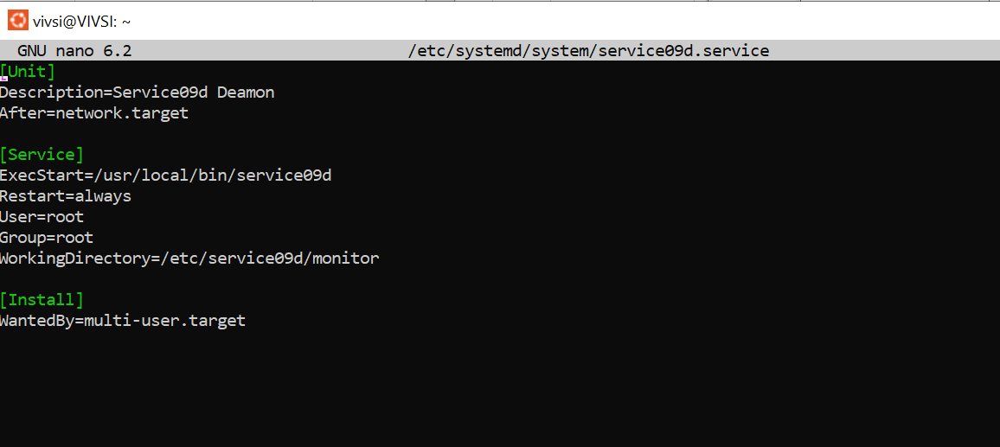 vivsi@VIVSI: ~
GNU nano 6.2 /etc/systemd/system/service09d.service
[Unit]
Description=Service09d Deamon
After=network.target
[Service]
ExecStart=/usr/local/bin/service09d
Restart=always
User=root
Group=root
WorkingDirectory=/etc/service09d/monitor
[Install]
WantedBy=multi-user.target